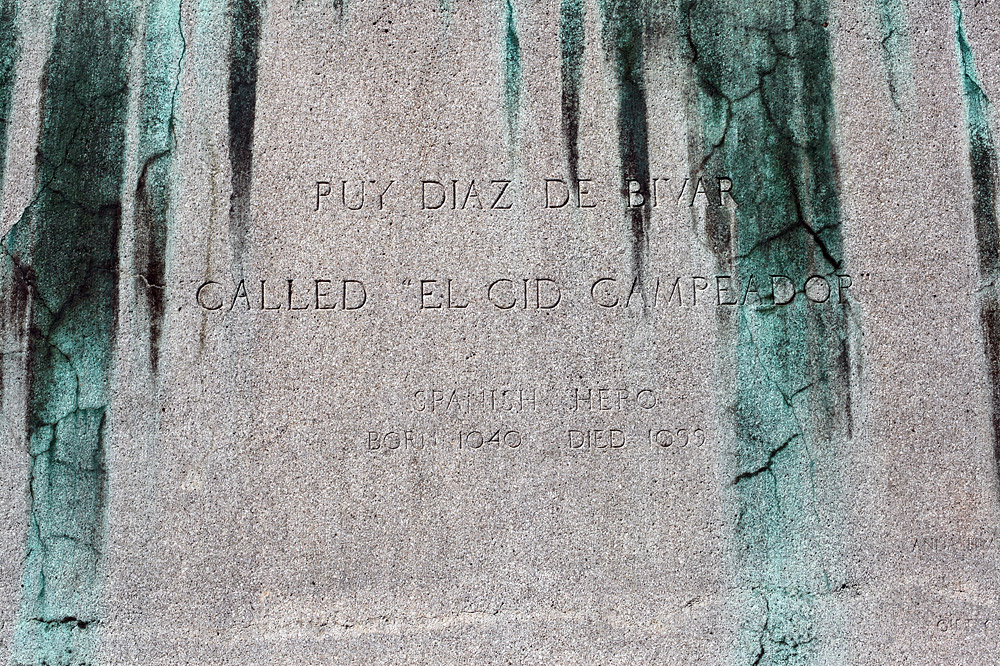 RUY DIAZ DE BIVAR
CALLED "EL CID CAMPEADOR"
SPANISH HERO
BORN 1040 DIED 1099